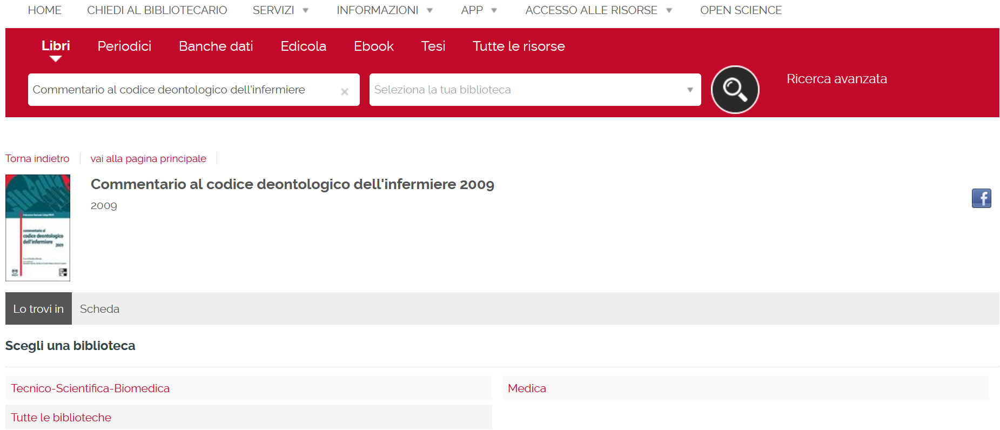 HOME CHIEDI AL BIBLIOTECARIO SERVIZI INFORMAZIONI APP ACCESSO ALLE RISORSE OPEN SCIENCE
Libri Periodici Banche dati Edicola Ebook Tesi Tutte le risorse
Commentario al codice deontologico dell'infermiere × Seleziona la tua biblioteca Ricerca avanzata
Torna indietro vai alla pagina principale
Commentario al codice deontologico dell'infermiere 2009
2009
commentario al
codice deontologico
dell'infermiere 2009
Lo trovi in Scheda
Scegli una biblioteca
Tecnico-Scientifica-Biomedica Medica
Tutte le biblioteche